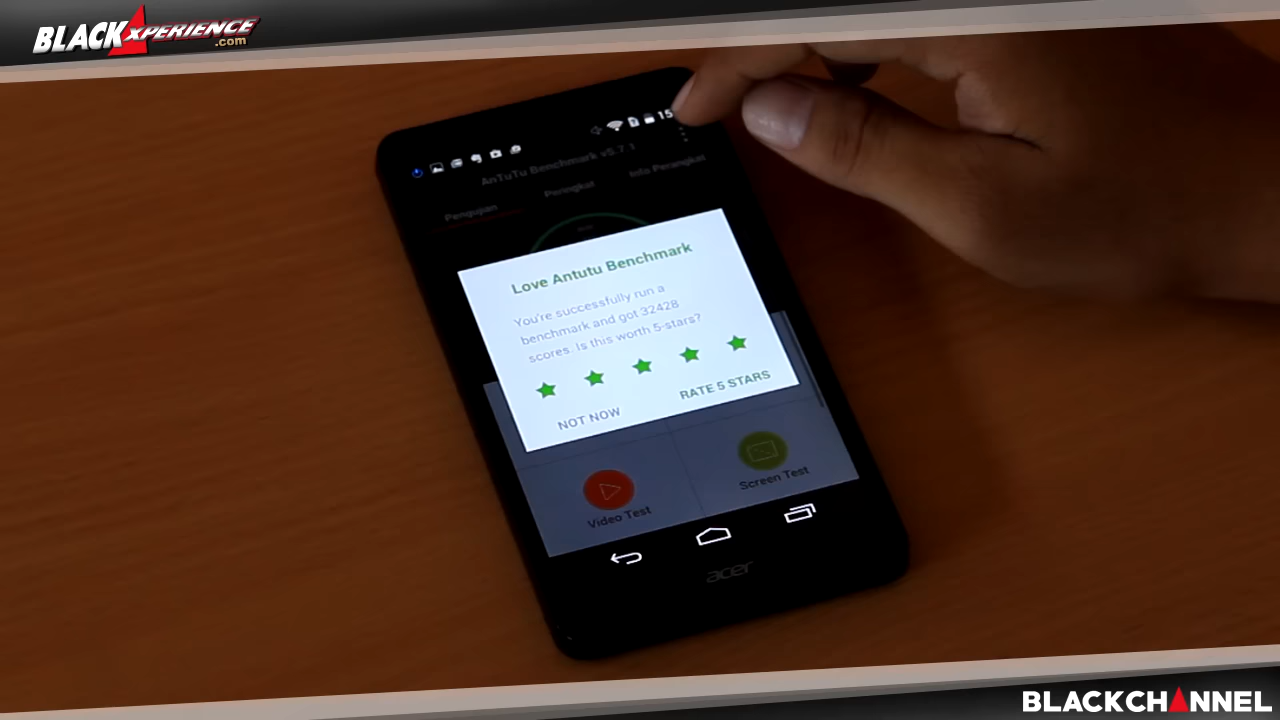 BLACKXPERIENCE
.com
15
AnTuTu Benchmark v5.7.1
Pengujian
Peringkat
Info Perangkat
Love Antutu Benchmark
You're successfully run a
benchmark and got 32428
scores. Is this worth 5-stars?
NOT NOW
RATE 5 STARS
Video Test
Screen Test
acer
BLACKCHANNEL